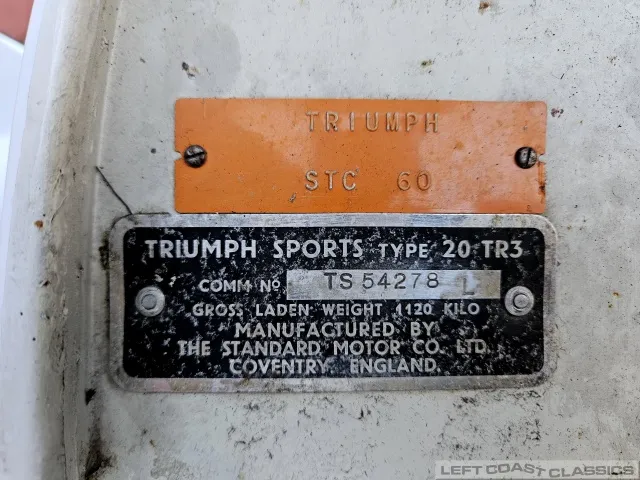 TRIUMPH
STC 60
TRIUMPH SPORTS TYPE 20 TR3
COMM Nº TS 54278 L
GROSS LADEN WEIGHT 1120 KILO
MANUFACTURED BY
THE STANDARD MOTOR CO. LTD.
COVENTRY, ENGLAND.
LEFT COAST CLASSICS